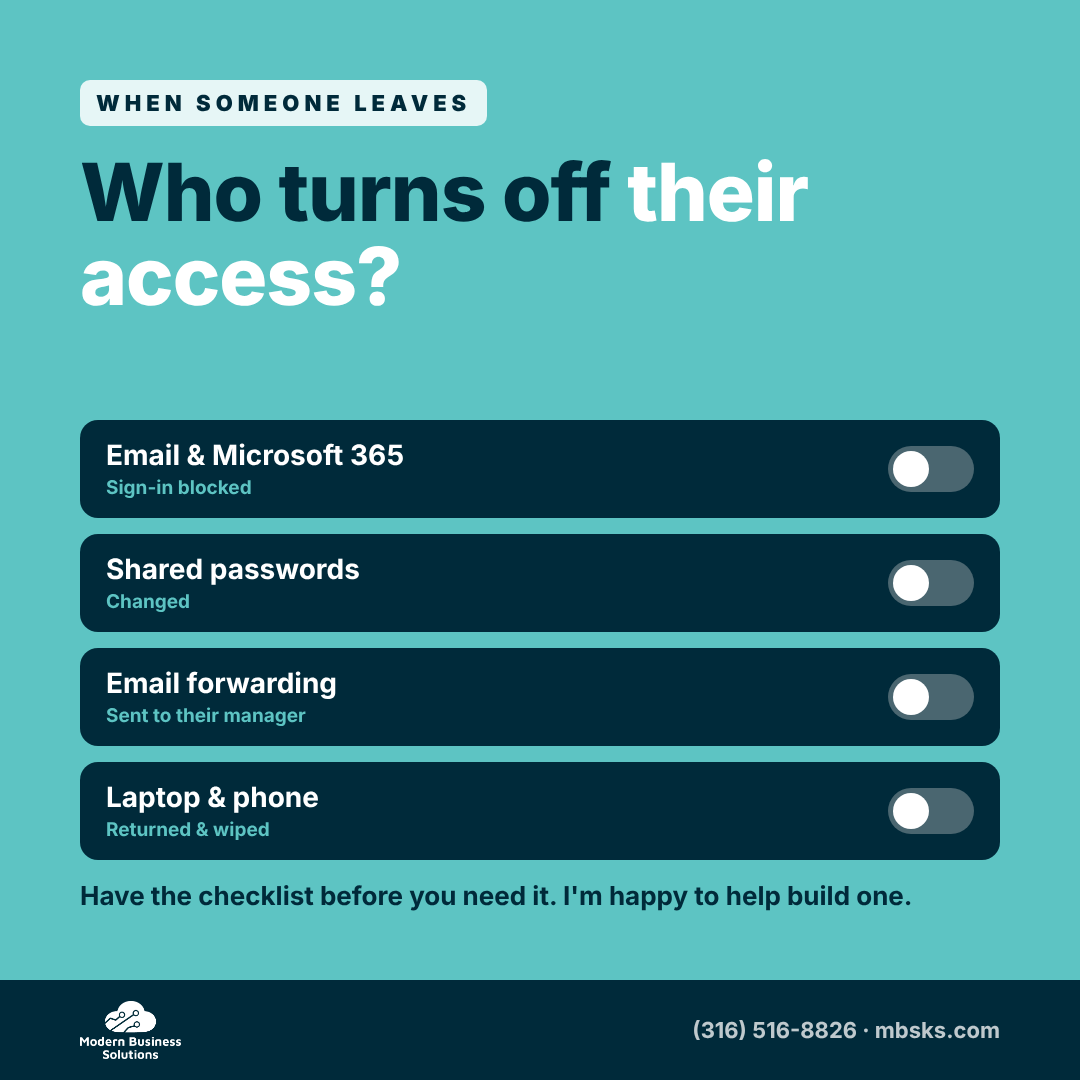 WHEN SOMEONE LEAVES
Who turns off their
access?
Email & Microsoft 365
Sign-in blocked
Shared passwords
Changed
Email forwarding
Sent to their manager
Laptop & phone
Returned & wiped
Have the checklist before you need it. I'm happy to help build one.
Modern Business
Solutions
(316) 516-8826 · mbsks.com